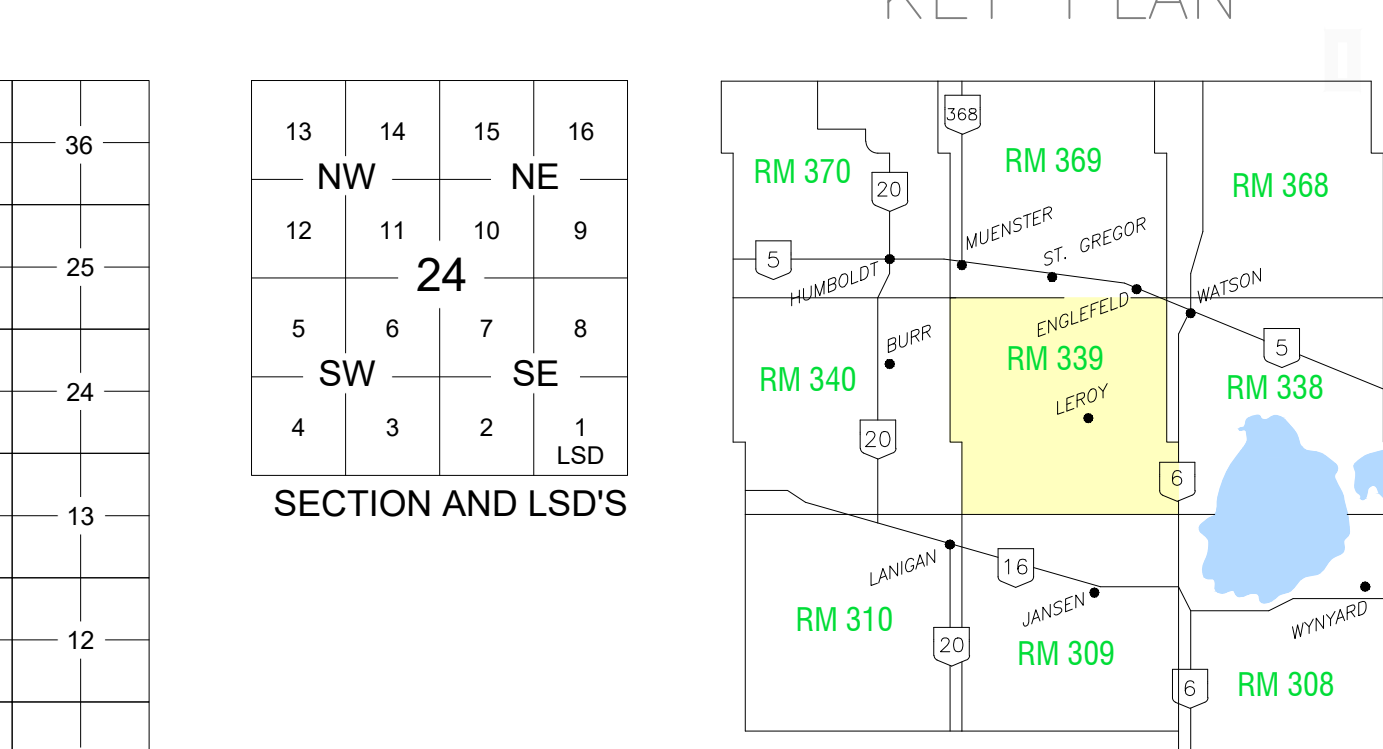 KEY PLAN
36
25
24
13
12
13 14 15 16
NW NE
12 11 10 9
24
5 6 7 8
SW SE
4 3 2 1
LSD
SECTION AND LSD'S
368
RM 369
RM 370
RM 368
20
MUENSTER
ST. GREGOR
5
HUMBOLDT
WATSON
ENGLEFELD
BURR
5
RM 339
RM 340
RM 338
LEROY
20
6
LANIGAN
16
JANSEN
WYNYARD
RM 310
20
RM 309
6
RM 308